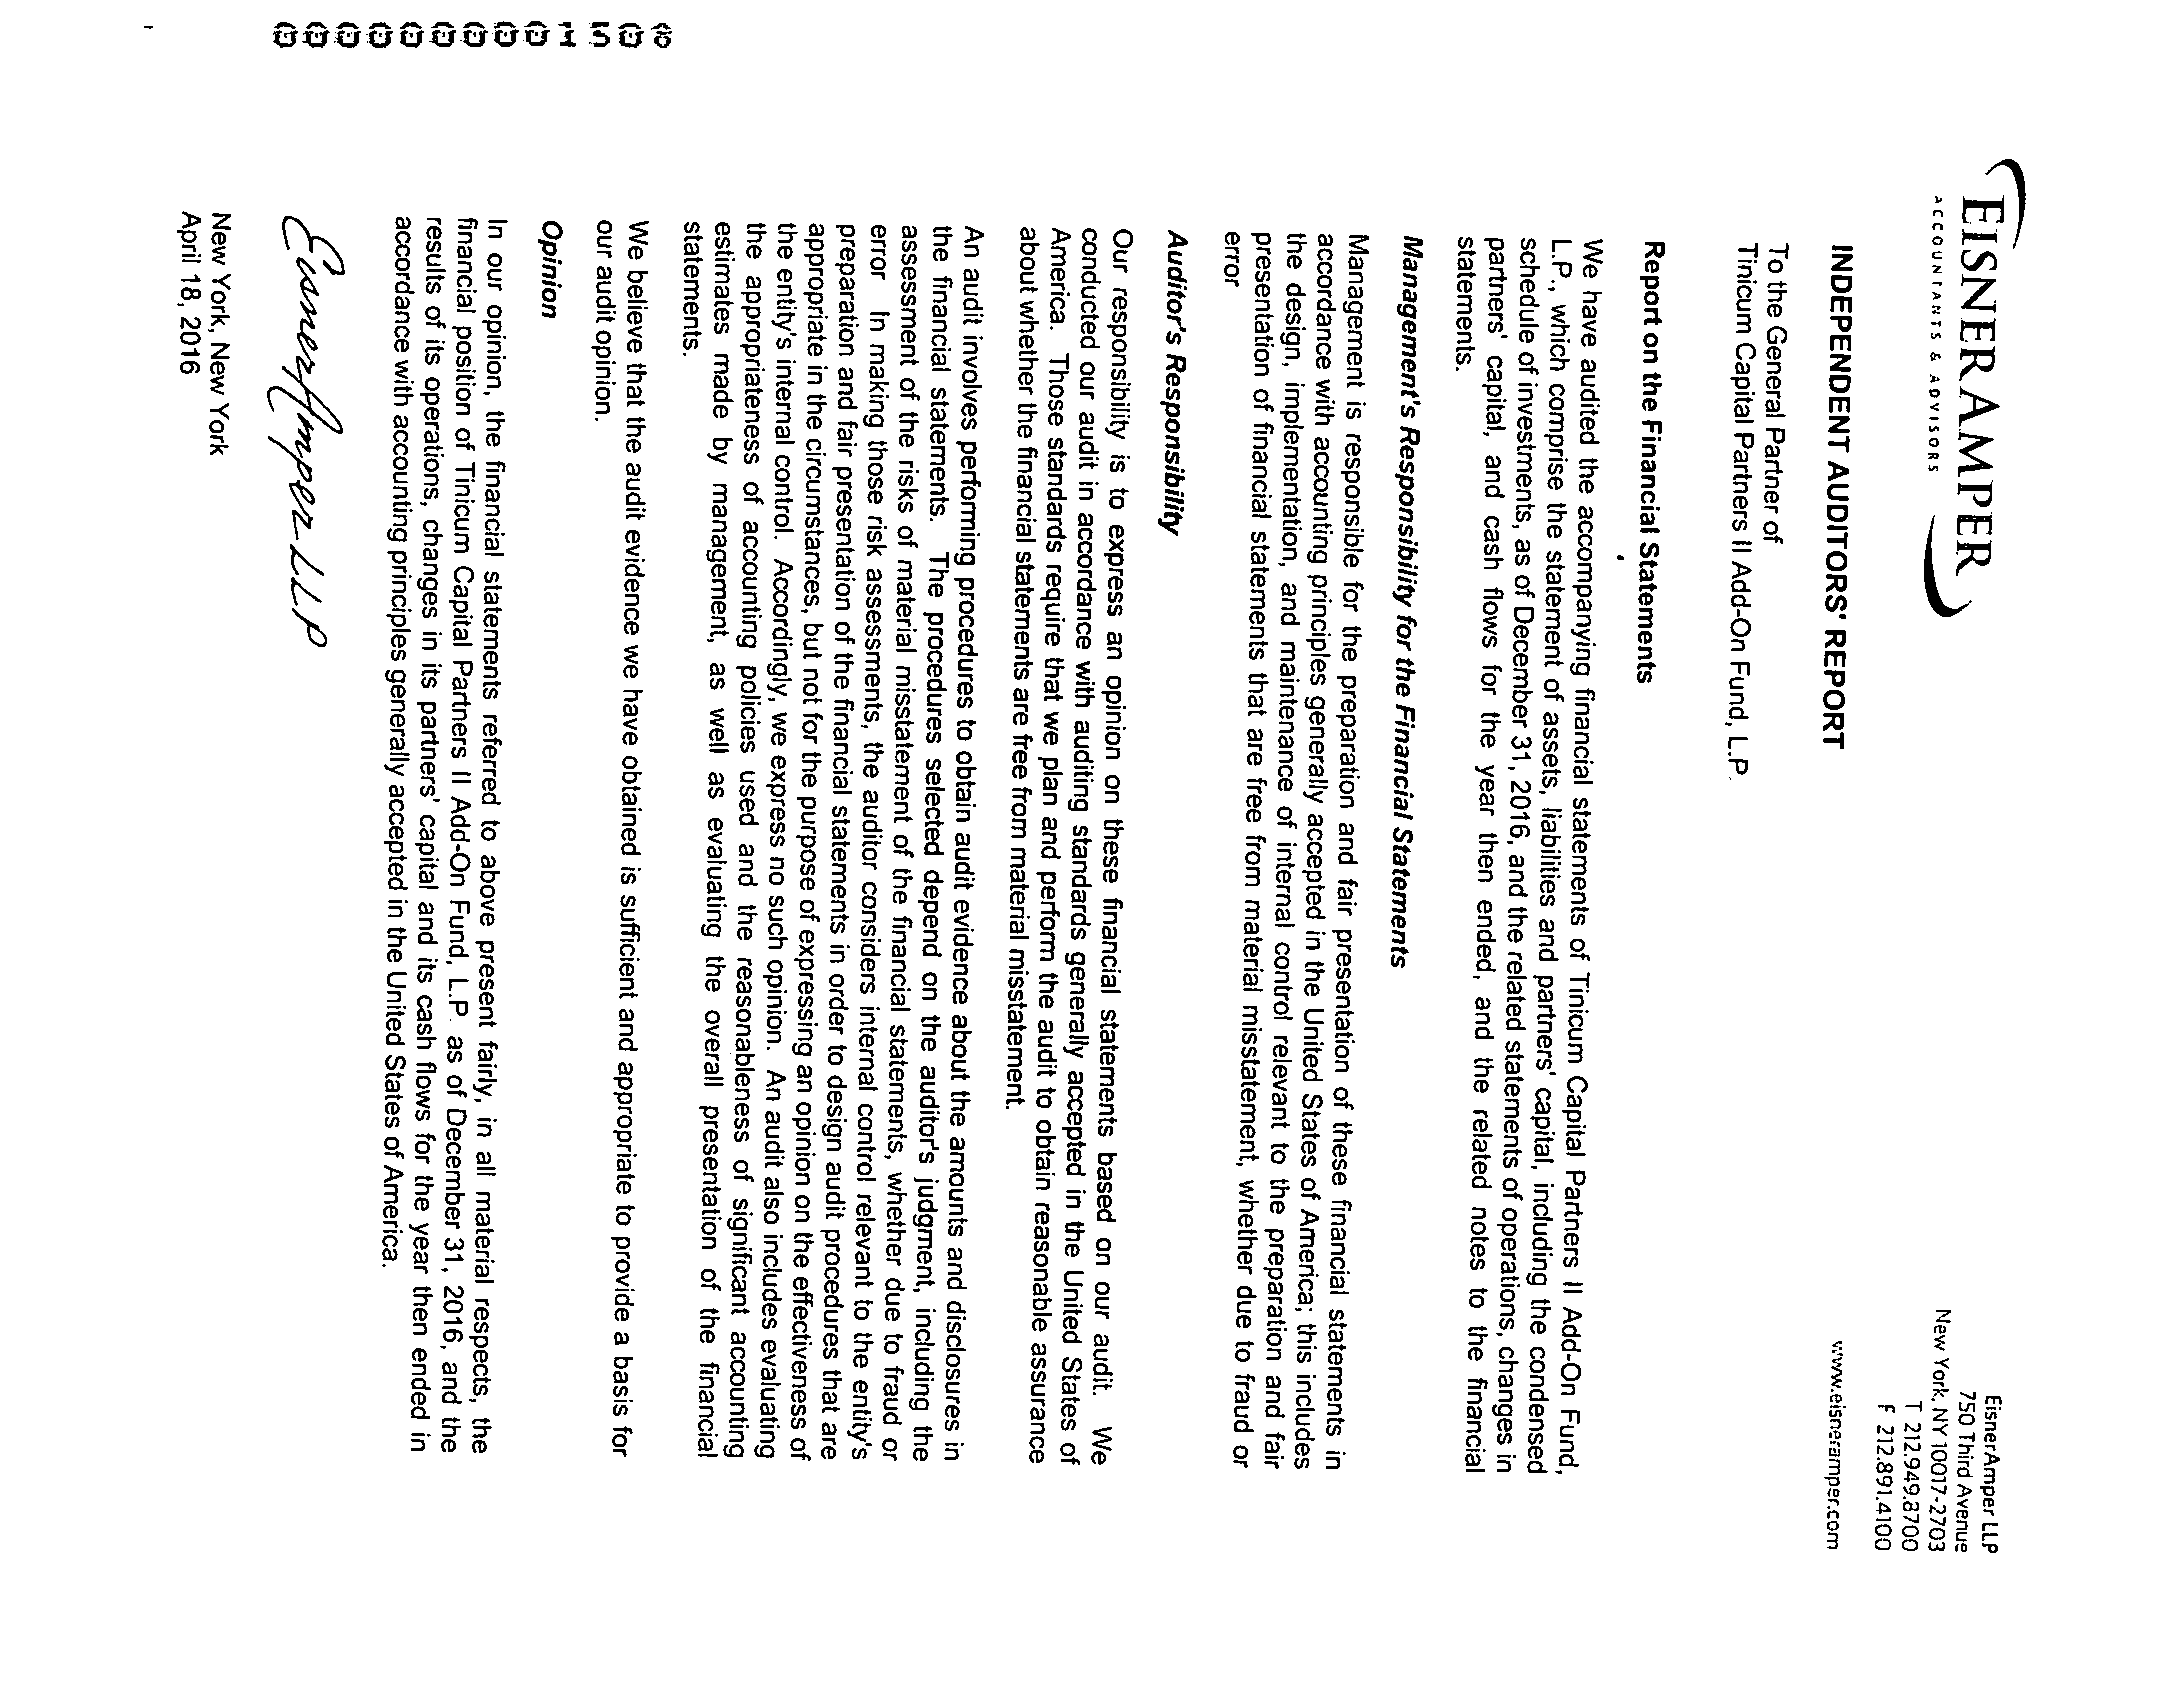 EISNERAMPER
ACCOUNTANTS & ADVISORS
EisnerAmper LLP
750 Third Avenue
New York, NY 10017-2703
T 212.949.8700
F 212.891.4100
www.eisneramper.com
INDEPENDENT AUDITORS' REPORT
To the General Partner of
Tinicum Capital Partners II Add-On Fund, L.P.
Report on the Financial Statements
We have audited the accompanying financial statements of Tinicum Capital Partners II Add-On Fund,
L.P., which comprise the statement of assets, liabilities and partners' capital, including the condensed
schedule of investments, as of December 31, 2016, and the related statements of operations, changes in
partners' capital, and cash flows for the year then ended, and the related notes to the financial
statements.
Management's Responsibility for the Financial Statements
Management is responsible for the preparation and fair presentation of these financial statements in
accordance with accounting principles generally accepted in the United States of America; this includes
the design, implementation, and maintenance of internal control relevant to the preparation and fair
presentation of financial statements that are free from material misstatement, whether due to fraud or
error
Auditor's Responsibility
Our responsibility is to express an opinion on these financial statements based on our audit. We
conducted our audit in accordance with auditing standards generally accepted in the United States of
America. Those standards require that we plan and perform the audit to obtain reasonable assurance
about whether the financial statements are free from material misstatement.
An audit involves performing procedures to obtain audit evidence about the amounts and disclosures in
the financial statements. The procedures selected depend on the auditor's judgment, including the
assessment of the risks of material misstatement of the financial statements, whether due to fraud or
error In making those risk assessments, the auditor considers internal control relevant to the entity's
preparation and fair presentation of the financial statements in order to design audit procedures that are
appropriate in the circumstances, but not for the purpose of expressing an opinion on the effectiveness of
the entity's internal control. Accordingly, we express no such opinion. An audit also includes evaluating
the appropriateness of accounting policies used and the reasonableness of significant accounting
estimates made by management, as well as evaluating the overall presentation of the financial
statements.
We believe that the audit evidence we have obtained is sufficient and appropriate to provide a basis for
our audit opinion.
Opinion
In our opinion, the financial statements referred to above present fairly, in all material respects, the
financial position of Tinicum Capital Partners II Add-On Fund, L.P. as of December 31, 2016, and the
results of its operations, changes in its partners' capital and its cash flows for the year then ended in
accordance with accounting principles generally accepted in the United States of America.
EisnerAmper LLP
New York, New York
April 18, 2016